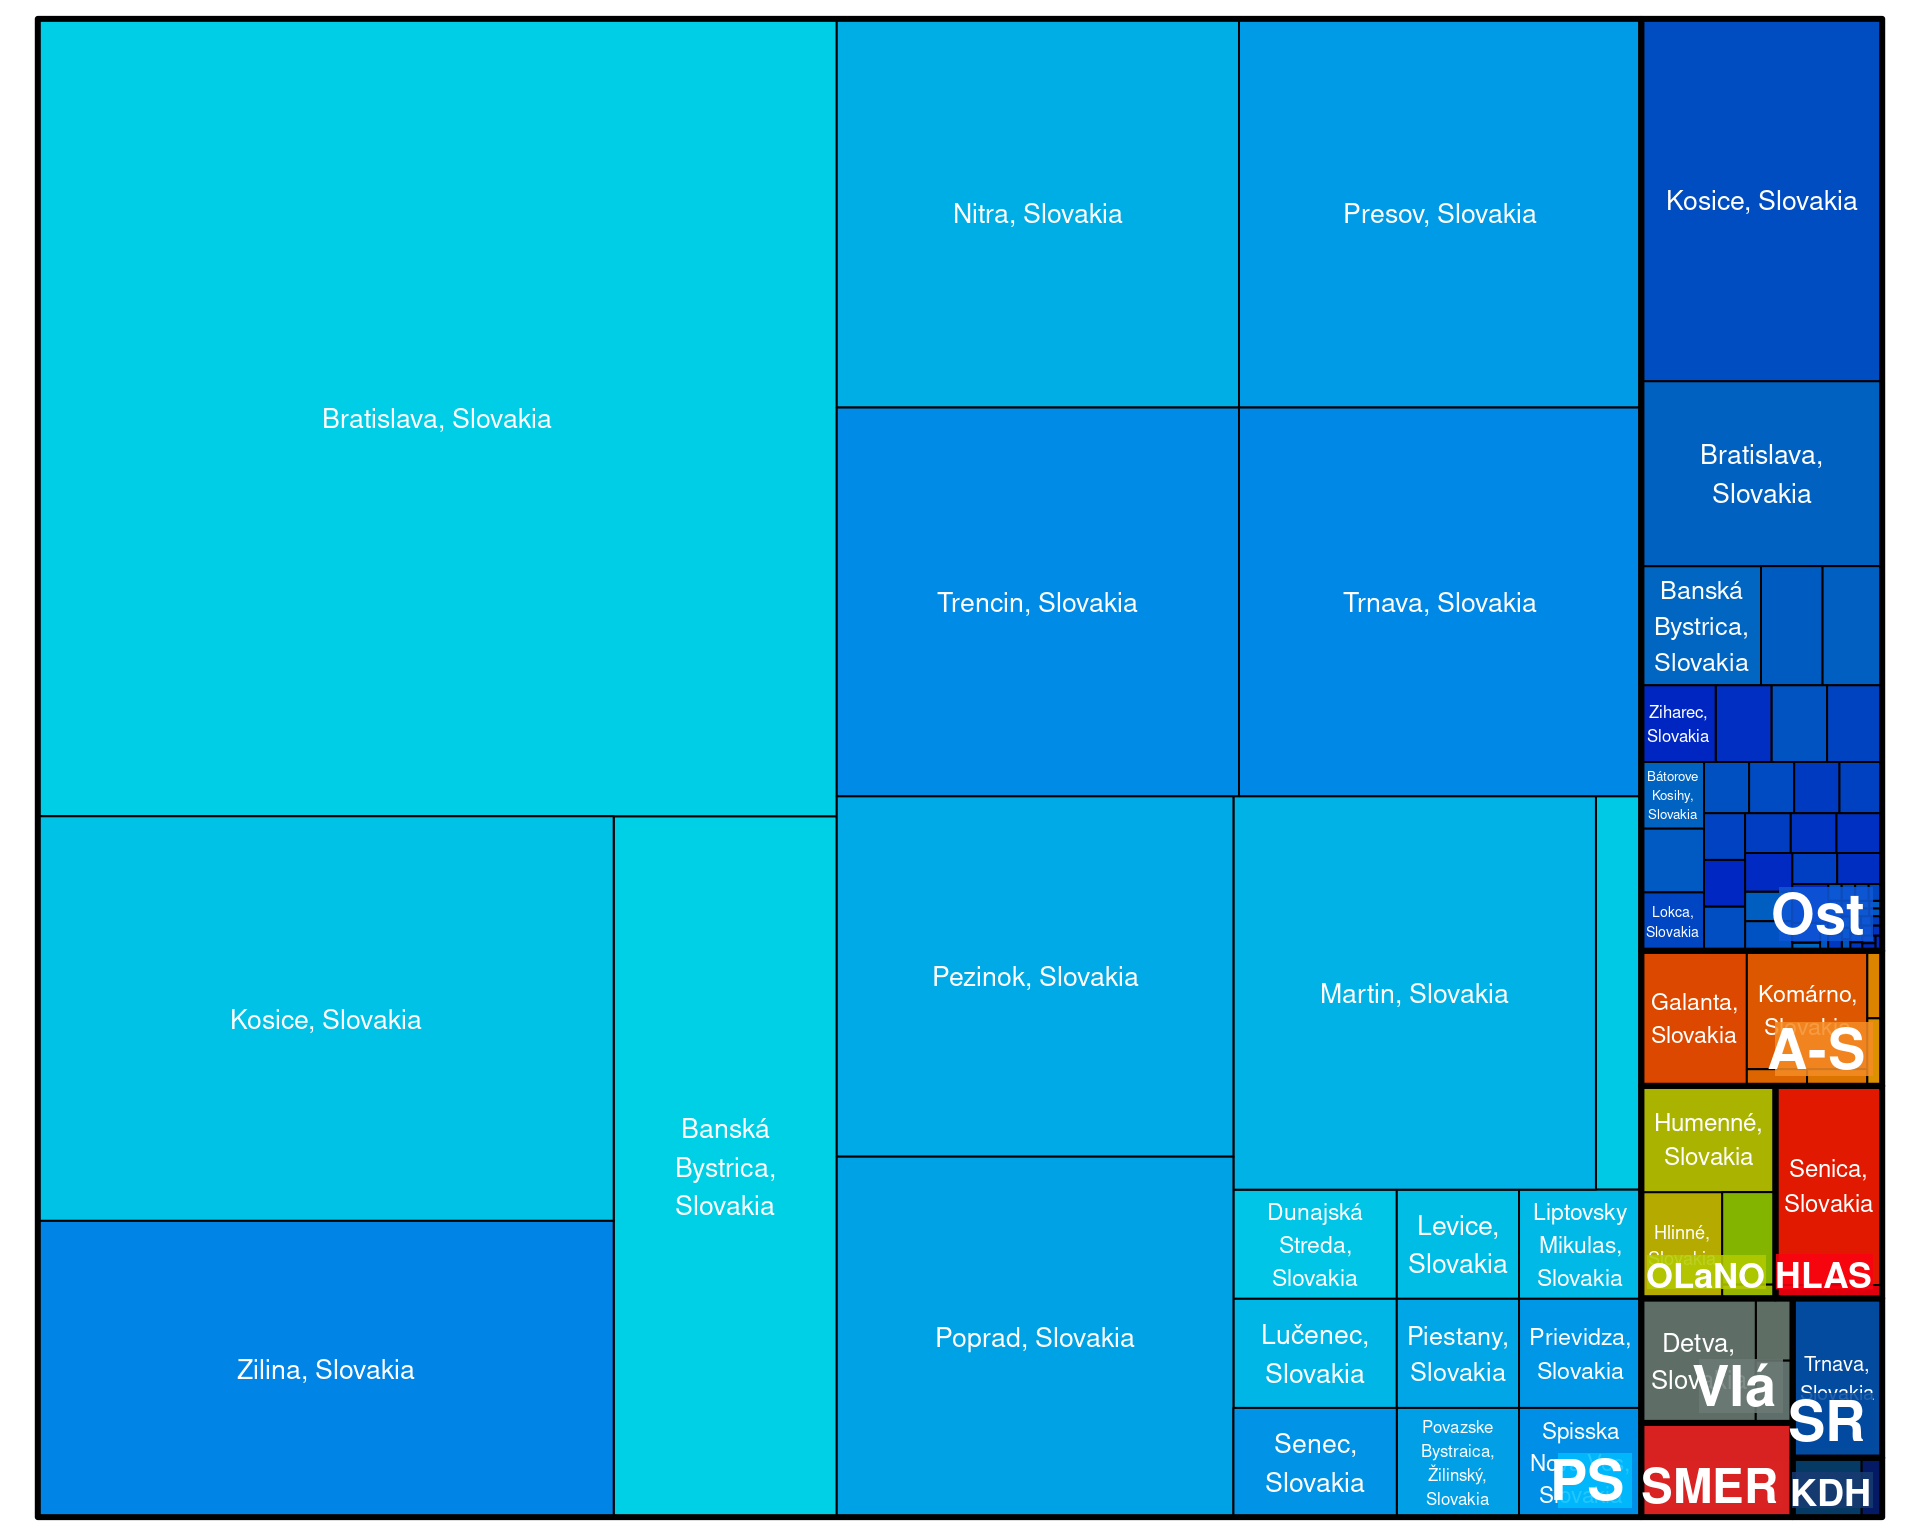 Bratislava, Slovakia
Kosice, Slovakia
Zilina, Slovakia
Banská
Bystrica,
Slovakia
Nitra, Slovakia
Presov, Slovakia
Trencin, Slovakia
Trnava, Slovakia
Pezinok, Slovakia
Poprad, Slovakia
Martin, Slovakia
Dunajská
Streda,
Slovakia
Levice,
Slovakia
Liptovsky
Mikulas,
Slovakia
Lučenec,
Slovakia
Piestany,
Slovakia
Prievidza,
Slovakia
Senec,
Slovakia
Povazske
Bystraica,
Žilinský,
Slovakia
Spisska
PS
Kosice, Slovakia
Bratislava,
Slovakia
Banská
Bystrica,
Slovakia
Ziharec,
Slovakia
Bátorove
Kosihy,
Slovakia
Lokca,
Slovakia
Ost
Galanta,
Slovakia
Komárno,
Slovakia
A-S
Humenné,
Slovakia
Hlinné,
Slovakia
OLaNO
Senica,
Slovakia
HLAS
Detva,
Vlá
Trnava,
Slovakia
SR
SMER
KDH